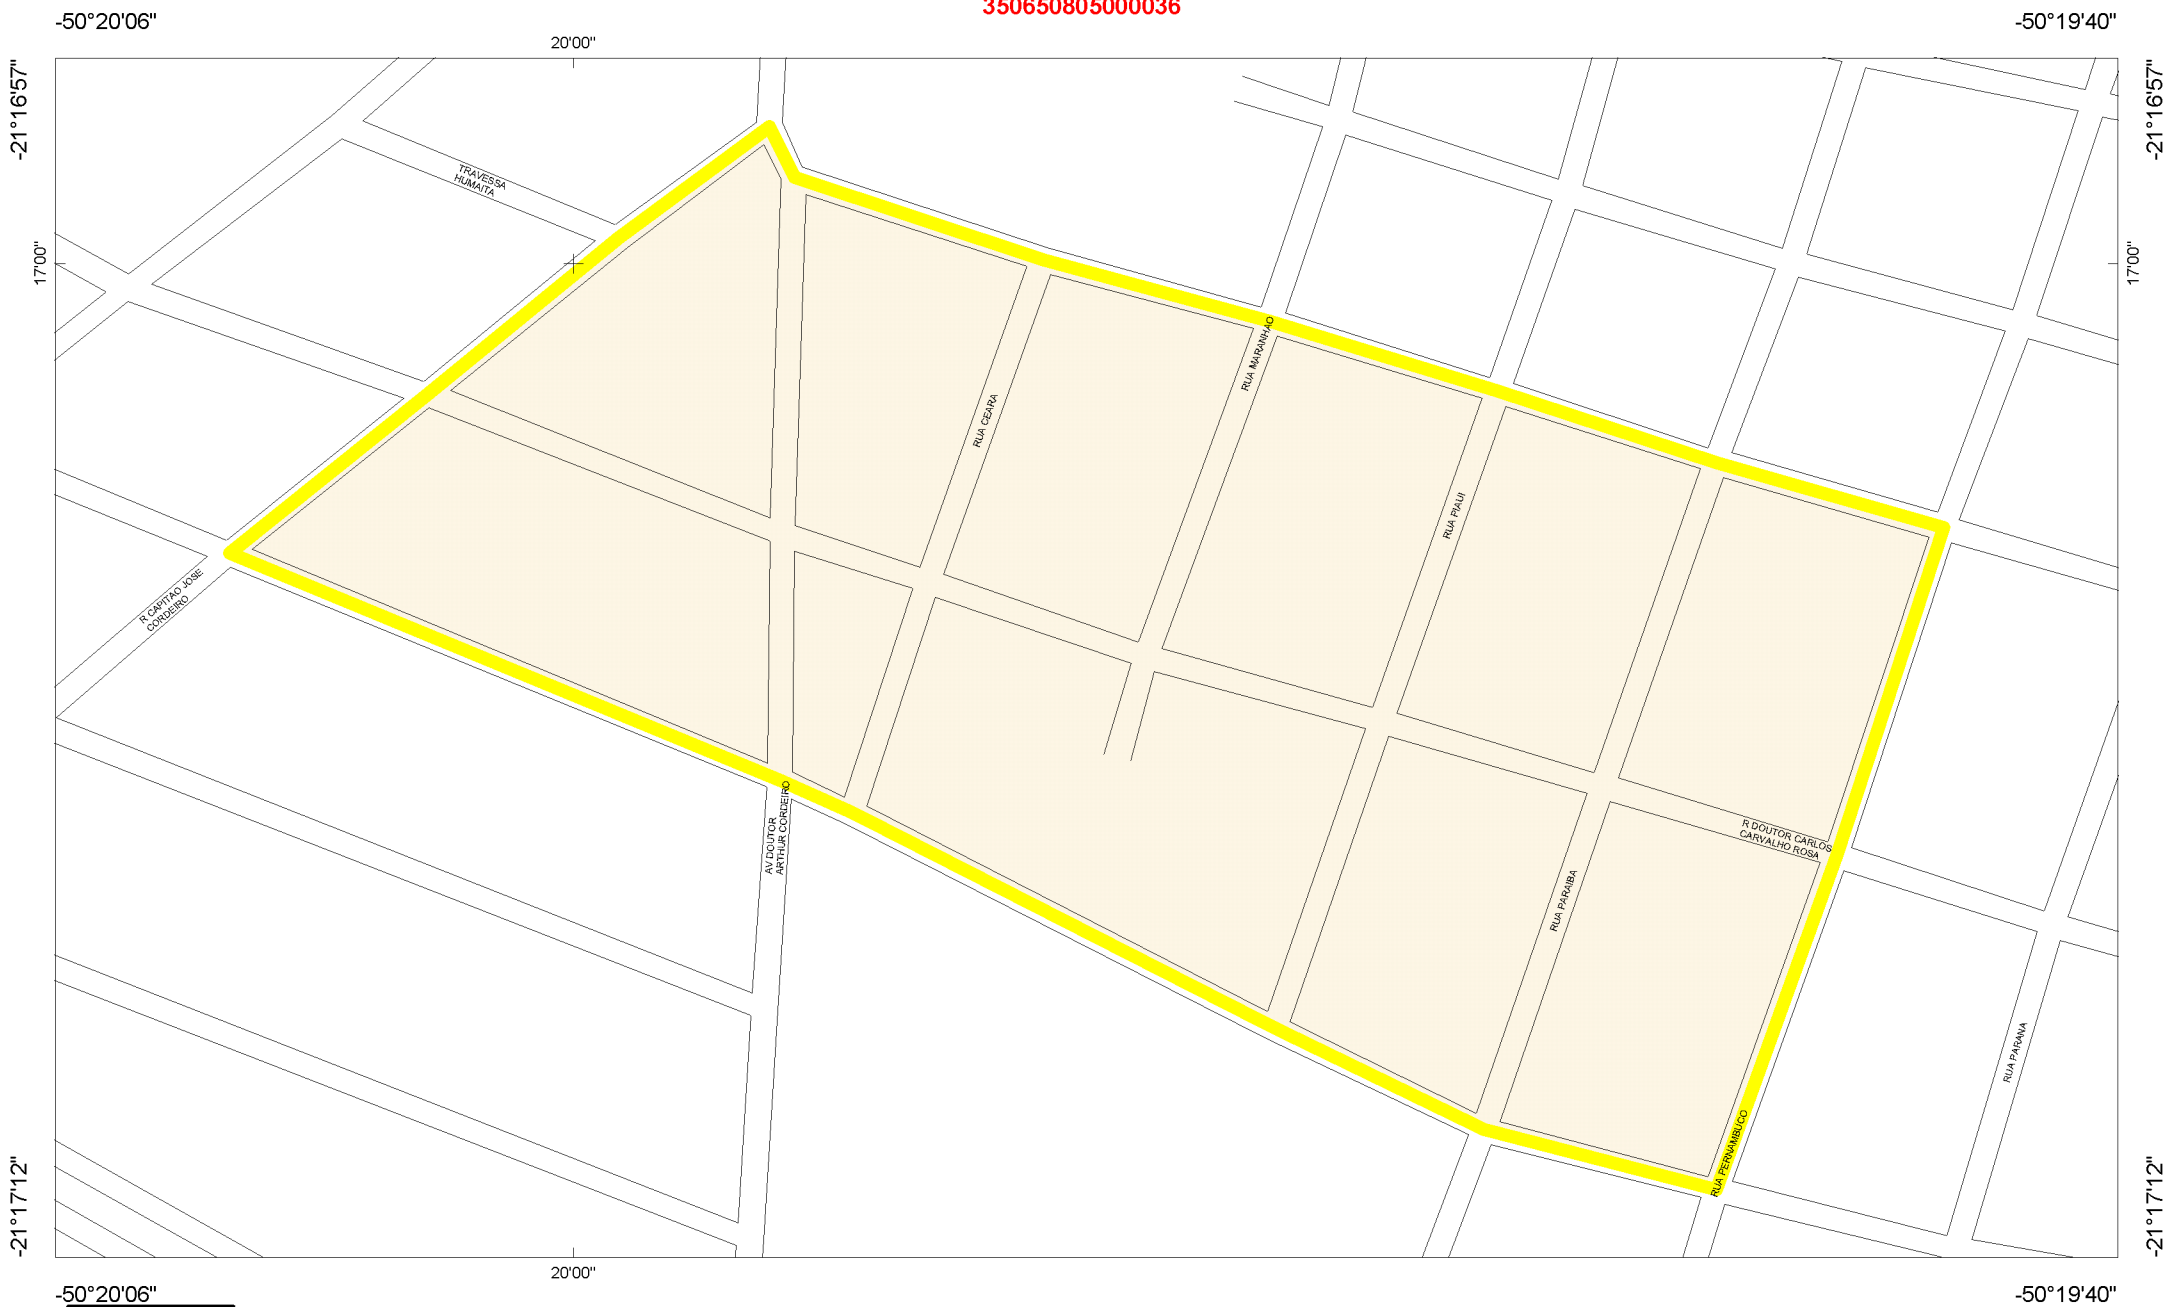 350650805000036
-50°20'06"
-50°19'40"
20'00"
-21°16'57"
-21°16'57"
TRAVESSA
HUMAITA
17'00"
17'00"
RUA MARANHAO
RUA CEARA
RUA PIAUI
R CAPITAO JOSE
CORDEIRO
AV DOUTOR
ARTHUR CORDEIRO
R DOUTOR CARLOS
CARVALHO ROSA
RUA PARAIBA
RUA PARANA
RUA PERNAMBUCO
-21°17'12"
-21°17'12"
20'00"
-50°20'06"
-50°19'40"